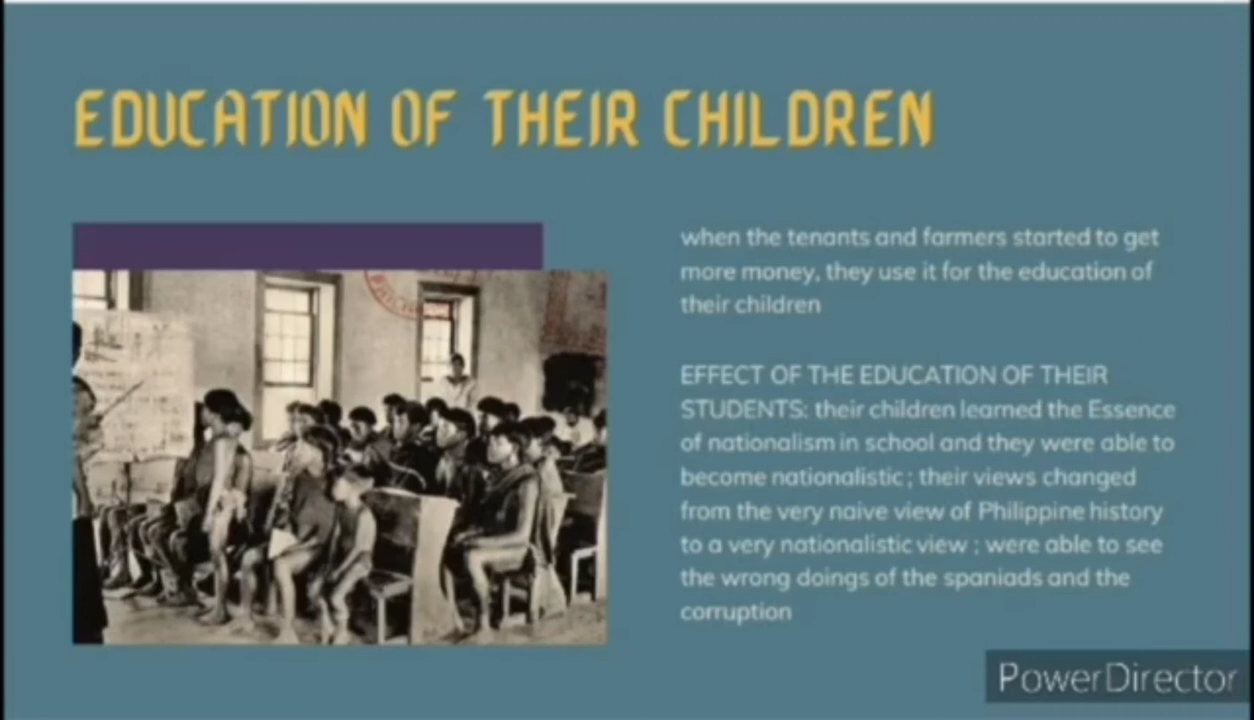 EDUCATION OF THEIR CHILDREN
when the tenants and farmers started to get
more money, they use it for the education of
their children
EFFECT OF THE EDUCATION OF THEIR
STUDENTS: their children learned the Essence
of nationalism in school and they were able to
become nationalistic ; their views changed
from the very naive view of Philippine history
to a very nationalistic view ; were able to see
the wrong doings of the spaniads and the
corruption
PowerDirector